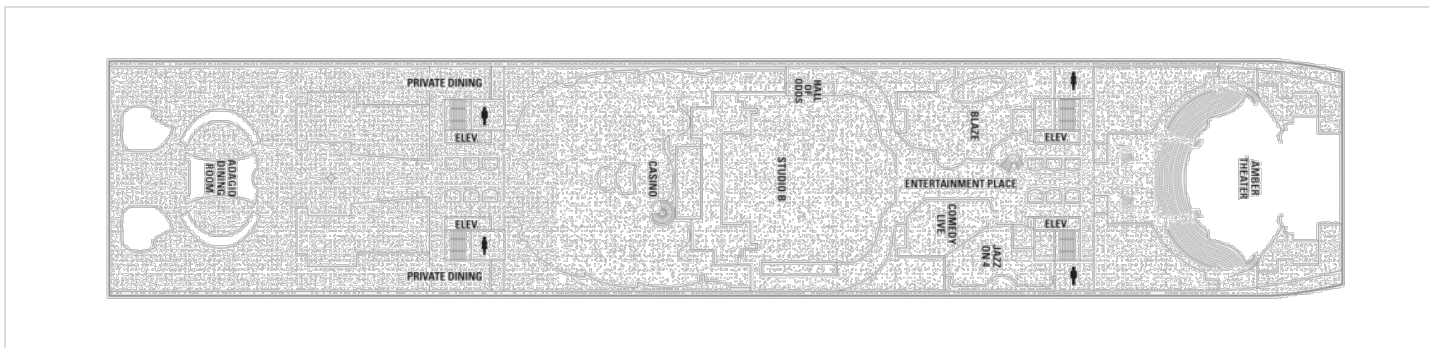 PRIVATE DINING
ELEV.
ADAGIO
DINING
ROOM
ELEV.
PRIVATE DINING
CASINO
STUDIO B
HALL
OF
ODDS
BLAZE
ELEV.
ENTERTAINMENT PLACE
COMEDY
LIVE
JAZZ
ON 4
ELEV.
AMBER
THEATER